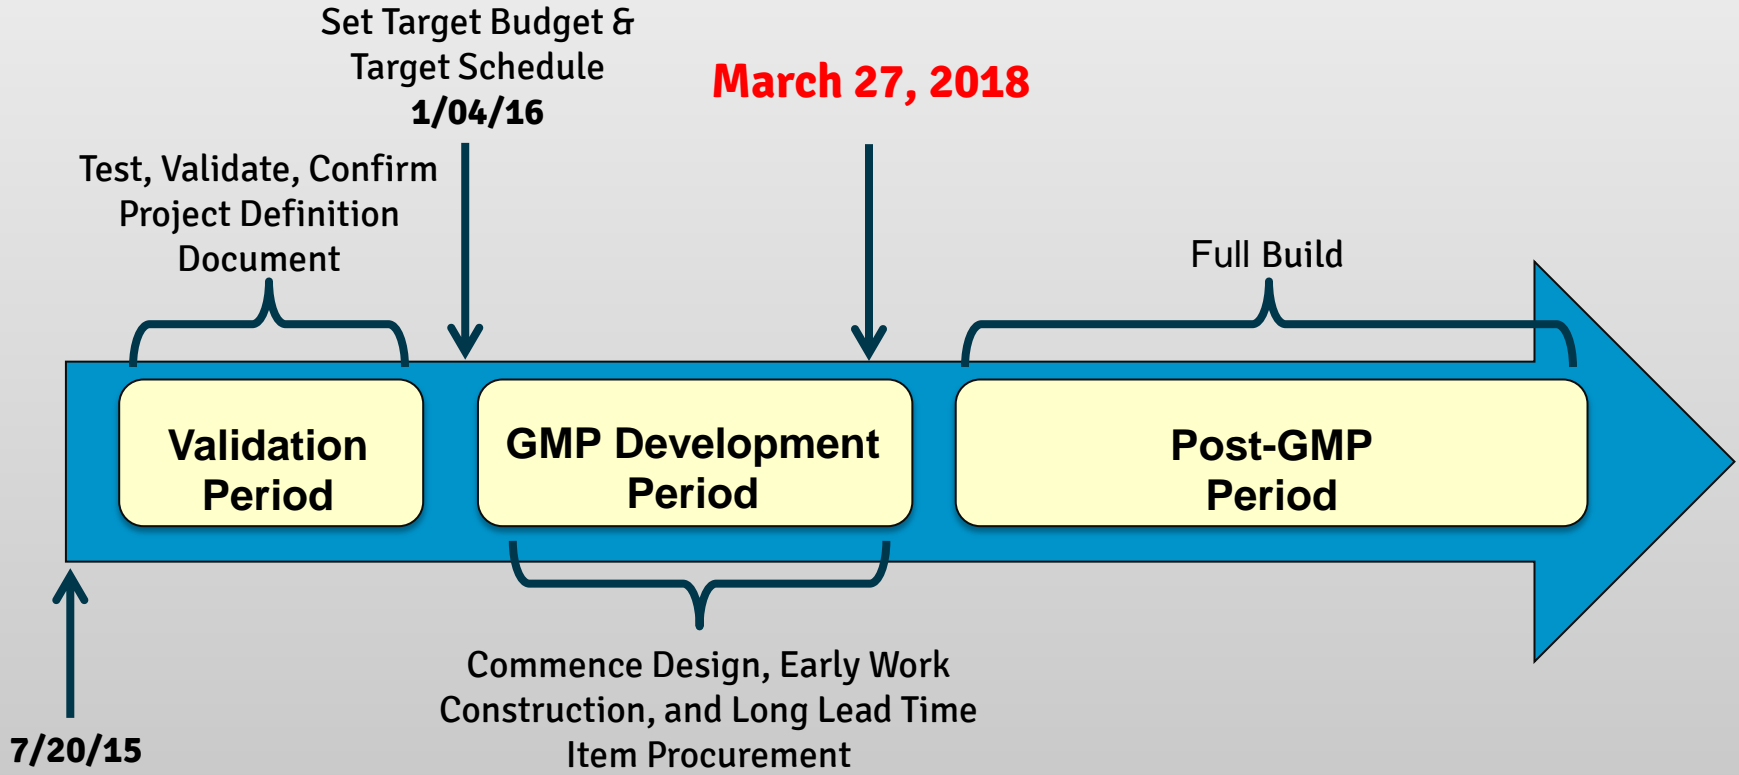 Set Target Budget &
Target Schedule
1/04/16
March 27, 2018
Test, Validate, Confirm
Project Definition
Document
Full Build
Validation
Period
GMP Development
Period
Post-GMP
Period
Commence Design, Early Work
Construction, and Long Lead Time
Item Procurement
7/20/15